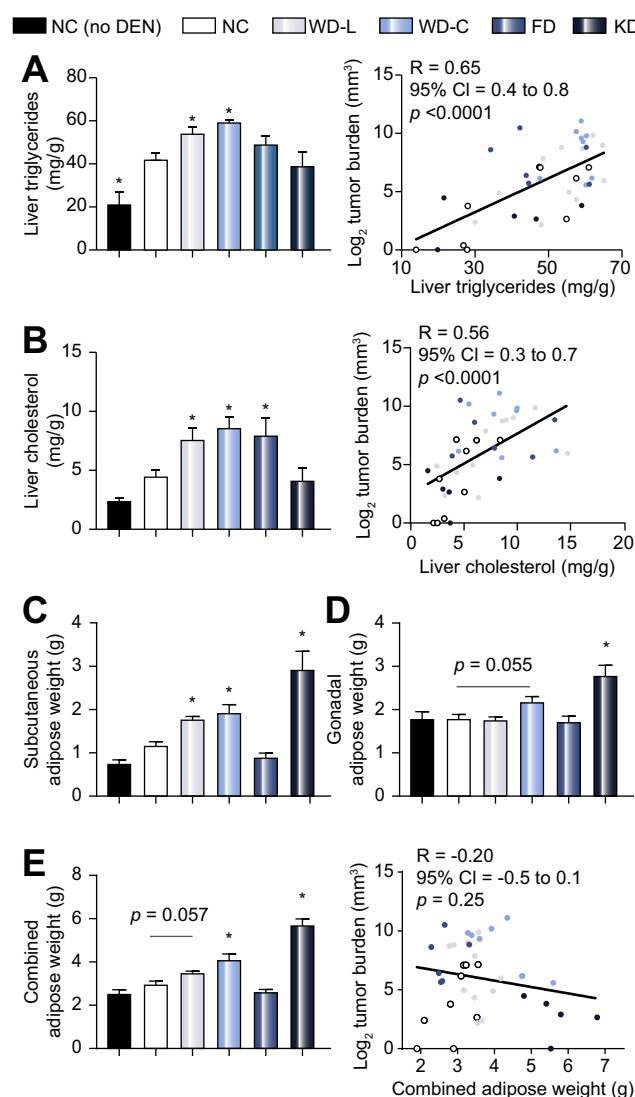 NC (no DEN) NC WD-L WD-C FD KD
A
Liver triglycerides
(mg/g)
80
60
40
20
0
*
*
*
R = 0.65
95% CI = 0.4 to 0.8
p <0.0001
Log2 tumor burden (mm³)
15
10
5
0
10 30 50 70
Liver triglycerides (mg/g)
B
Liver cholesterol
(mg/g)
15
10
5
0
*
*
*
R = 0.56
95% CI = 0.3 to 0.7
p <0.0001
Log2 tumor burden (mm³)
15
10
5
0
0 5 10 15 20
Liver cholesterol (mg/g)
C
Subcutaneous
adipose weight (g)
4
3
2
1
0
*
*
*
D
Gonadal
adipose weight (g)
4
3
2
1
0
p = 0.055
*
E
Combined
adipose weight (g)
8
6
4
2
0
p = 0.057
*
*
R = -0.20
95% CI = -0.5 to 0.1
p = 0.25
Log2 tumor burden (mm³)
15
10
5
0
2 3 4 5 6 7
Combined adipose weight (g)